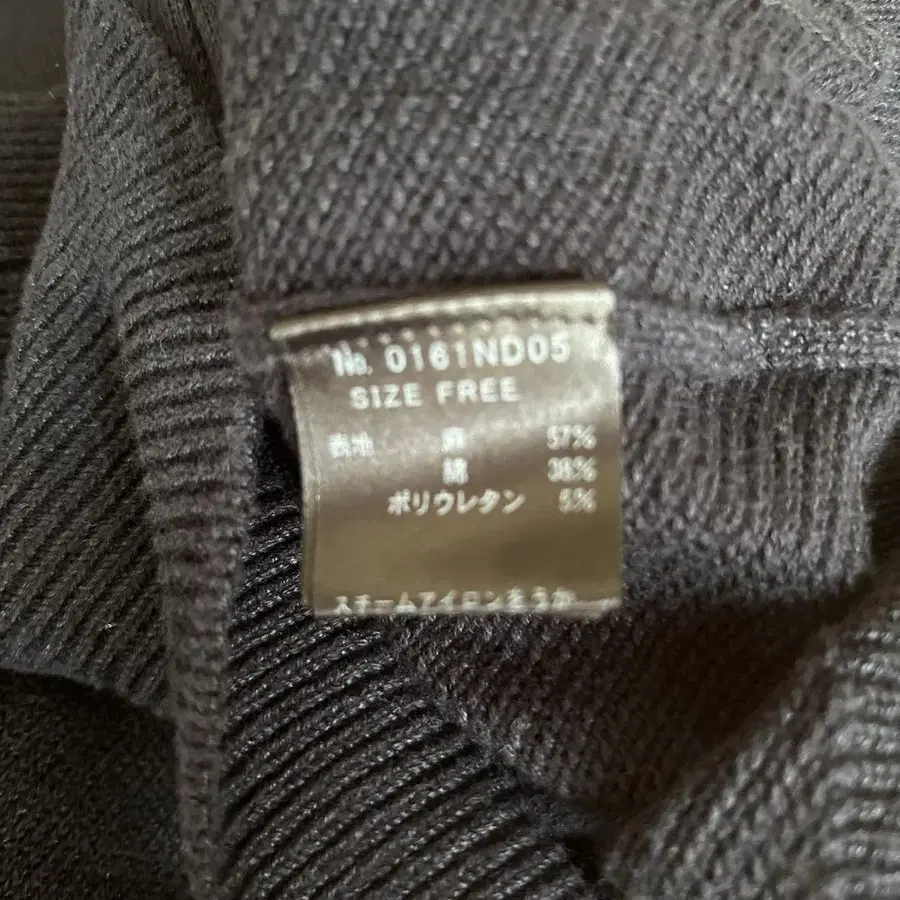 No. 0161ND05
SIZE FREE
表地 麻 57%
綿 38%
ポリウレタン 5%
スチームアイロンをうか